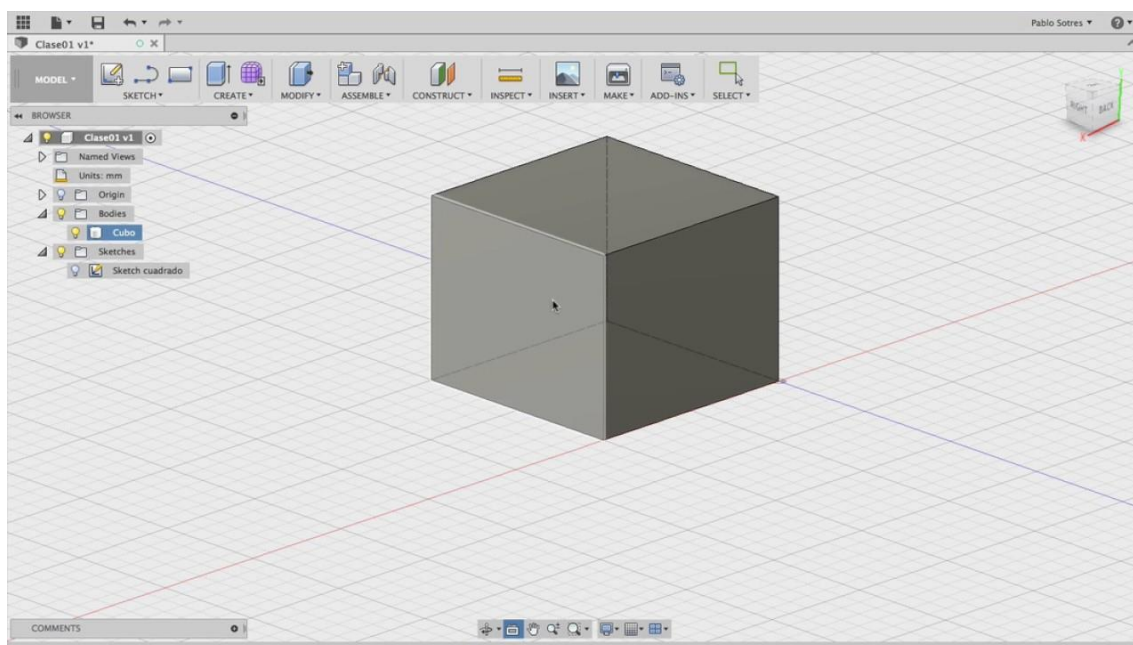 Pablo Sotres
Clase01 v1*
MODEL
SKETCH CREATE MODIFY ASSEMBLE CONSTRUCT INSPECT INSERT MAKE ADD-INS SELECT
BROWSER
Clase01 v1
Named Views
Units: mm
Origin
Bodies
Cubo
Sketches
Sketch cuadrado
RIGHT BACK
Y
X
COMMENTS